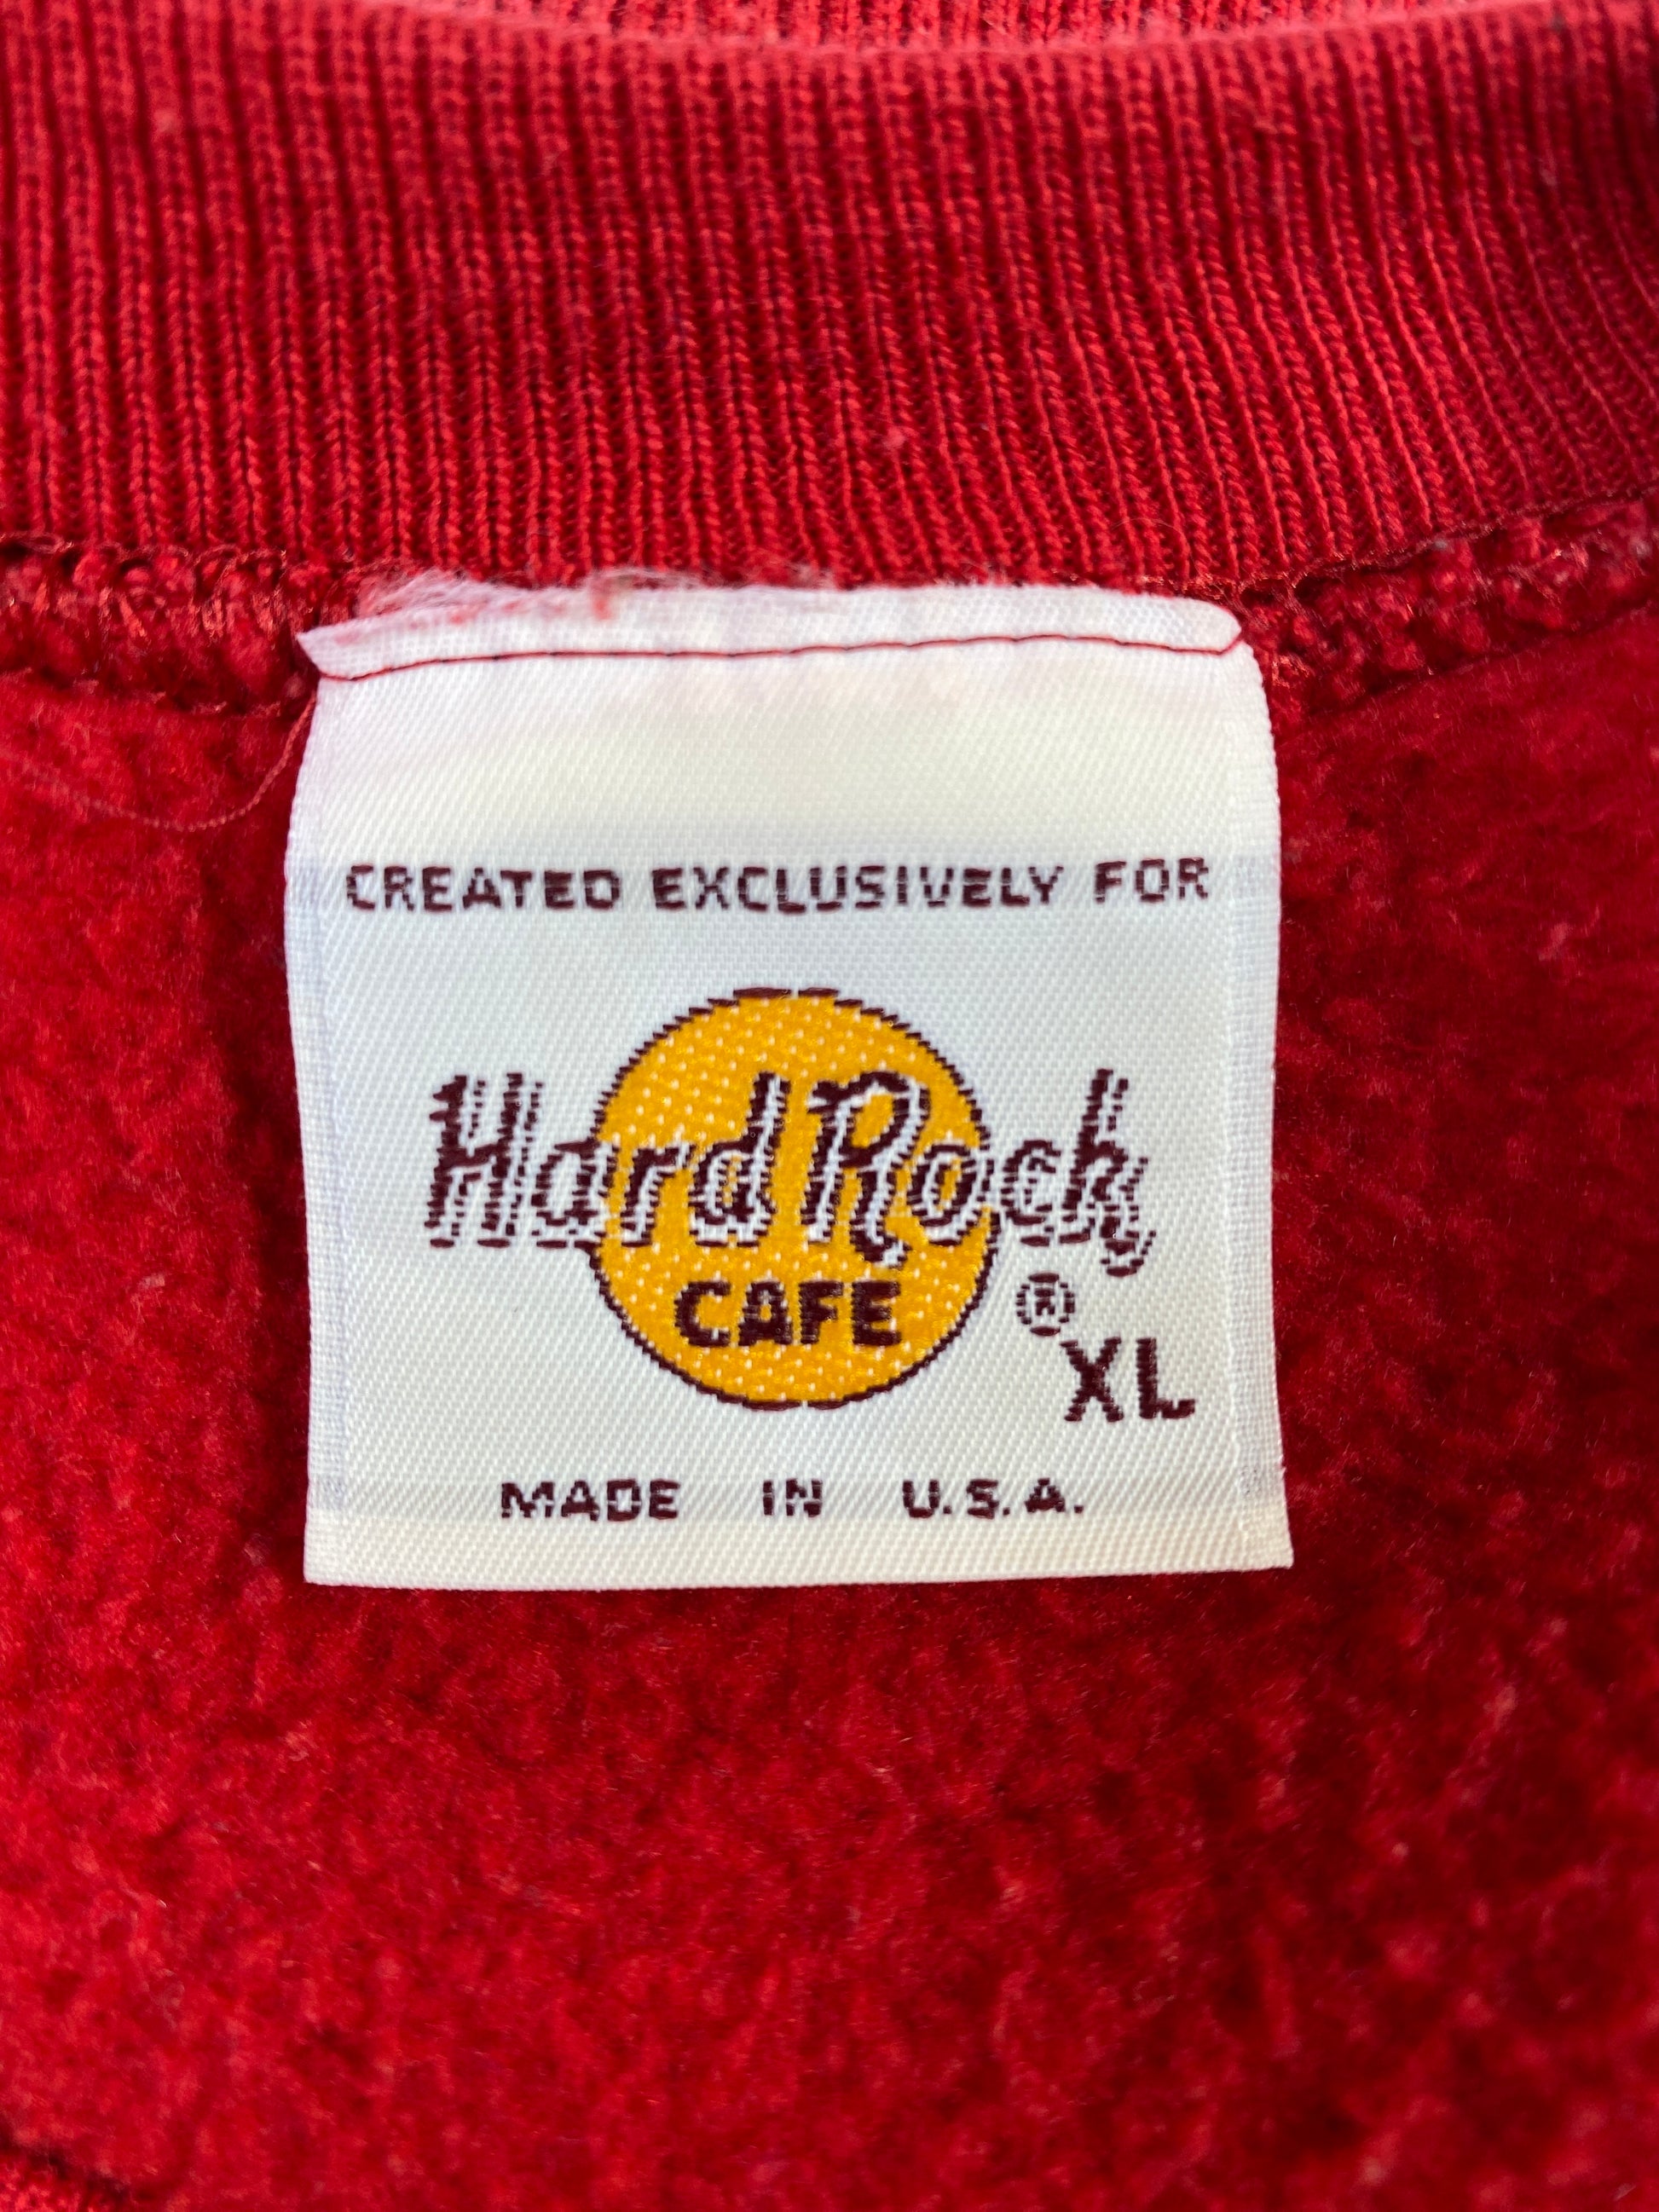 CREATED EXCLUSIVELY FOR
Hard Rock
CAFE
®
XL
MADE IN U.S.A.